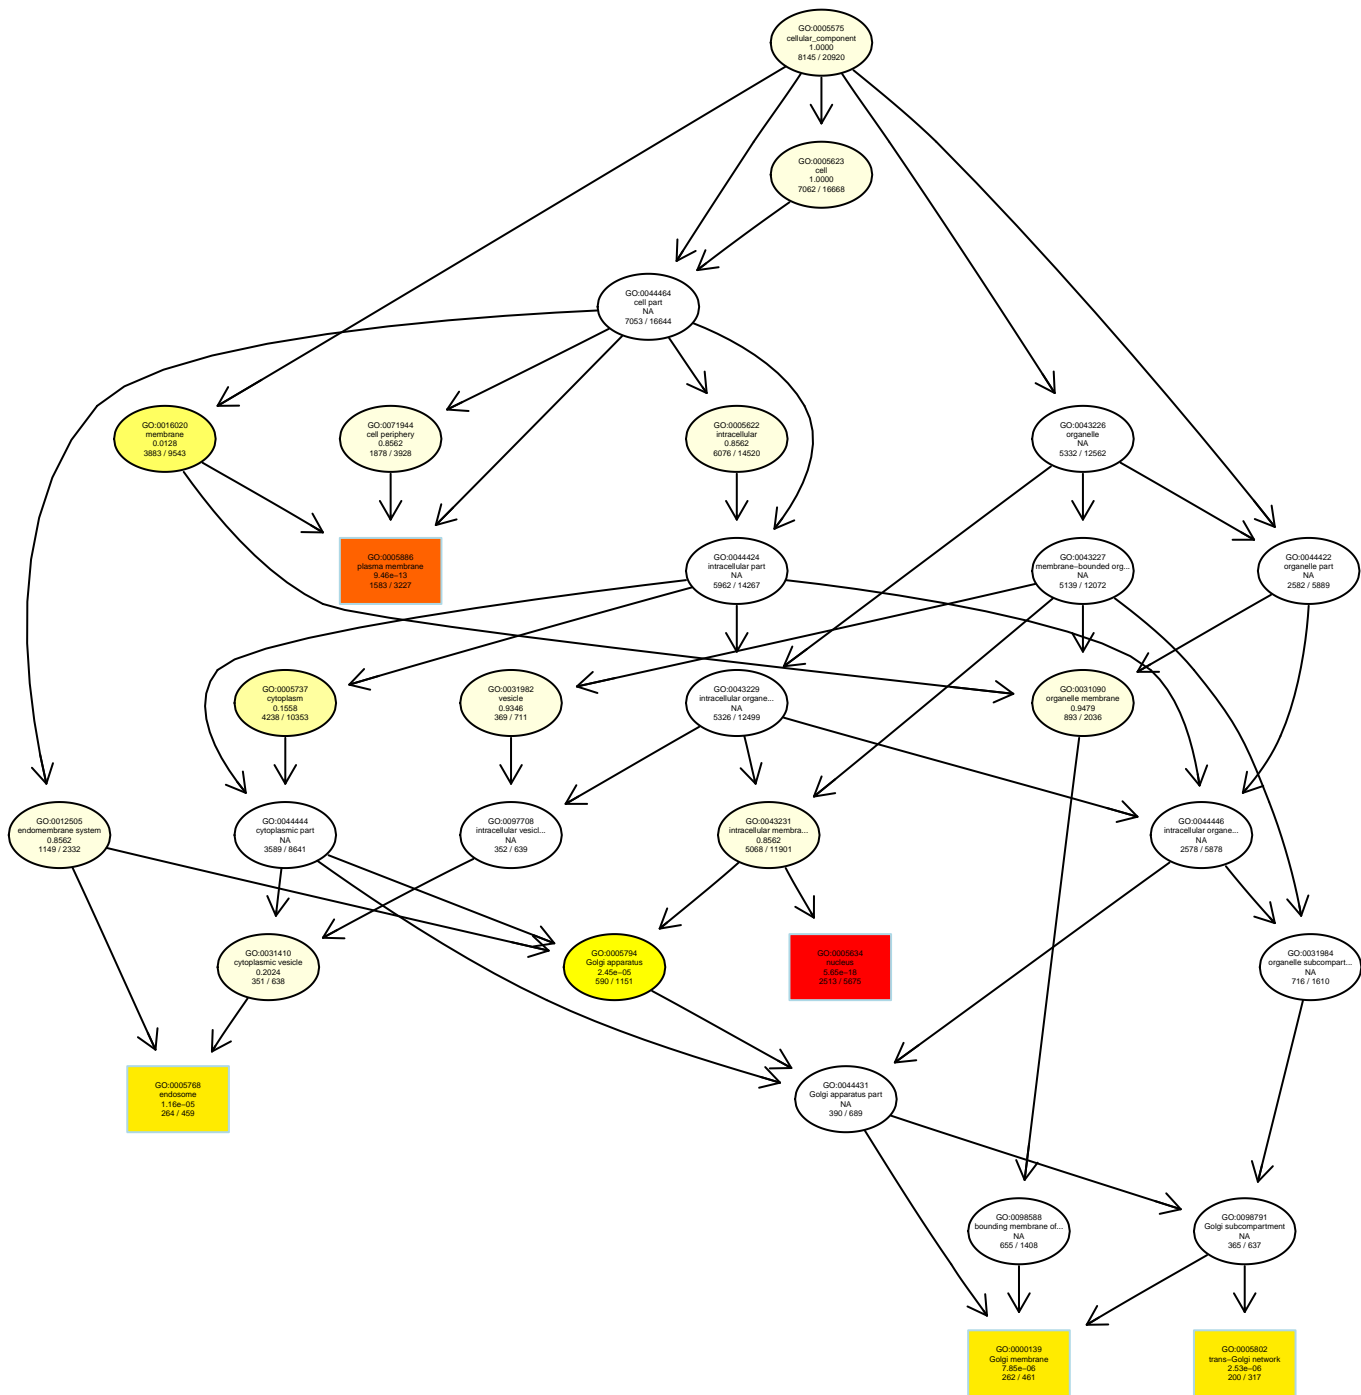 GO:0005575
cellular_component
1.0000
8145 / 20920
GO:0005623
cell
1.0000
7062 / 16668
GO:0044464
cell part
NA
7053 / 16644
GO:0016020
membrane
0.0128
3883 / 9543
GO:0071944
cell periphery
0.8562
1878 / 3928
GO:0005622
intracellular
0.8562
6076 / 14520
GO:0043226
organelle
NA
5332 / 12562
GO:0005886
plasma membrane
9.46e−13
1583 / 3227
GO:0044424
intracellular part
NA
5962 / 14267
GO:0043227
membrane−bounded org...
NA
5139 / 12072
GO:0044422
organelle part
NA
2582 / 5889
GO:0005737
cytoplasm
0.1558
4238 / 10353
GO:0031982
vesicle
0.9346
369 / 711
GO:0043229
intracellular organe...
NA
5326 / 12499
GO:0031090
organelle membrane
0.9479
893 / 2036
GO:0012505
endomembrane system
0.8562
1149 / 2332
GO:0044444
cytoplasmic part
NA
3589 / 8641
GO:0097708
intracellular vesicl...
NA
352 / 639
GO:0043231
intracellular membra...
0.8562
5068 / 11901
GO:0044446
intracellular organe...
NA
2578 / 5878
GO:0031410
cytoplasmic vesicle
0.2024
351 / 638
GO:0005794
Golgi apparatus
2.45e−05
590 / 1151
GO:0005634
nucleus
5.65e−16
2513 / 5675
GO:0031984
organelle subcompart...
NA
716 / 1610
GO:0005768
endosome
1.16e−05
264 / 459
GO:0044431
Golgi apparatus part
NA
390 / 689
GO:0098588
bounding membrane of...
NA
655 / 1408
GO:0098791
Golgi subcompartment
NA
365 / 637
GO:0000139
Golgi membrane
7.85e−06
262 / 461
GO:0005802
trans−Golgi network
2.53e−06
200 / 317